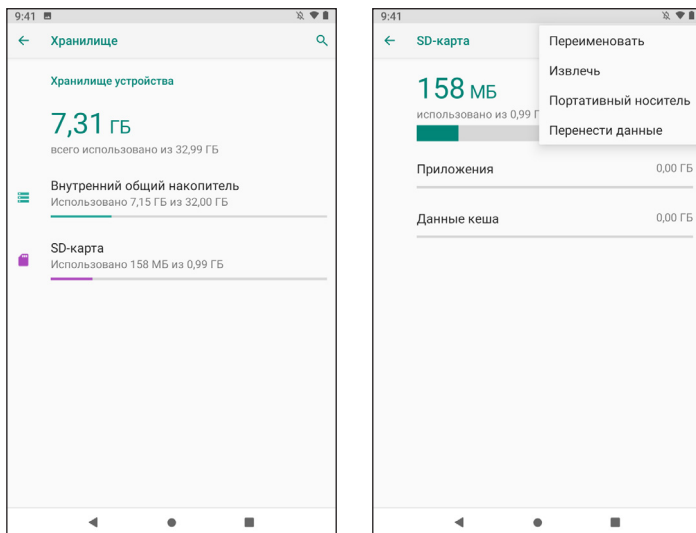 9:41
Хранилище
Хранилище устройства
7,31 ГБ
всего использовано из 32,99 ГБ
Внутренний общий накопитель
Использовано 7,15 ГБ из 32,00 ГБ
SD-карта
Использовано 158 МБ из 0,99 ГБ
9:41
SD-карта
Переименовать
Извлечь
Портативный носитель
Перенести данные
158 МБ
использовано из 0,99 Г
Приложения 0,00 ГБ
Данные кеша 0,00 ГБ